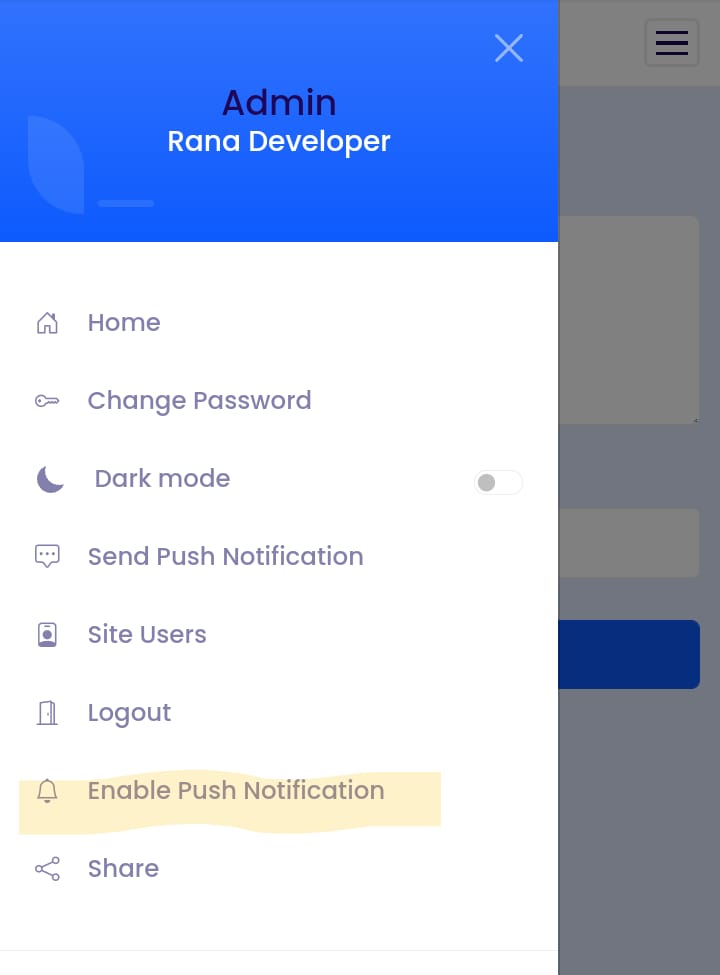 Admin
Rana Developer
Home
Change Password
Dark mode
Send Push Notification
Site Users
Logout
Enable Push Notification
Share